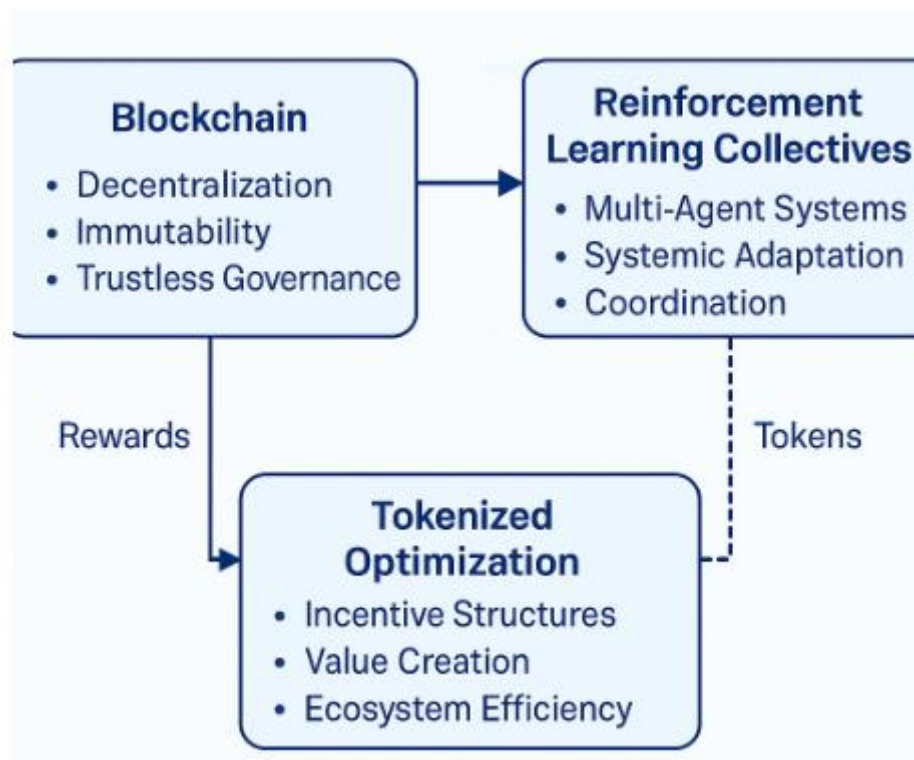 Blockchain
• Decentralization
• Immutability
• Trustless Governance
Reinforcement
Learning Collectives
• Multi-Agent Systems
• Systemic Adaptation
• Coordination
Rewards
Tokens
Tokenized
Optimization
• Incentive Structures
• Value Creation
• Ecosystem Efficiency